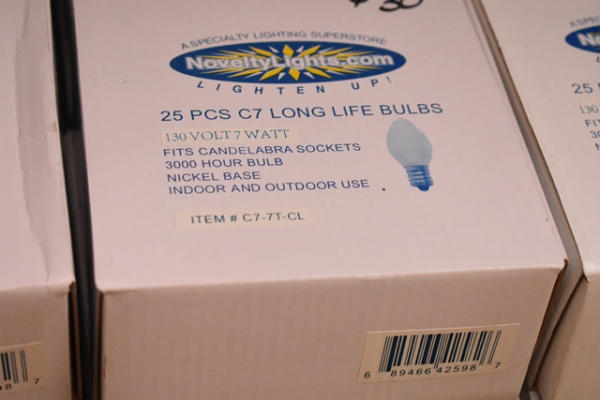 $30
A SPECIALTY LIGHTING SUPERSTORE
NoveltyLights.com
LIGHTEN UP!
25 PCS C7 LONG LIFE BULBS
130 VOLT 7 WATT
FITS CANDELABRA SOCKETS
3000 HOUR BULB
NICKEL BASE
INDOOR AND OUTDOOR USE
ITEM # C7-7T-CL
6 89466 42598 7